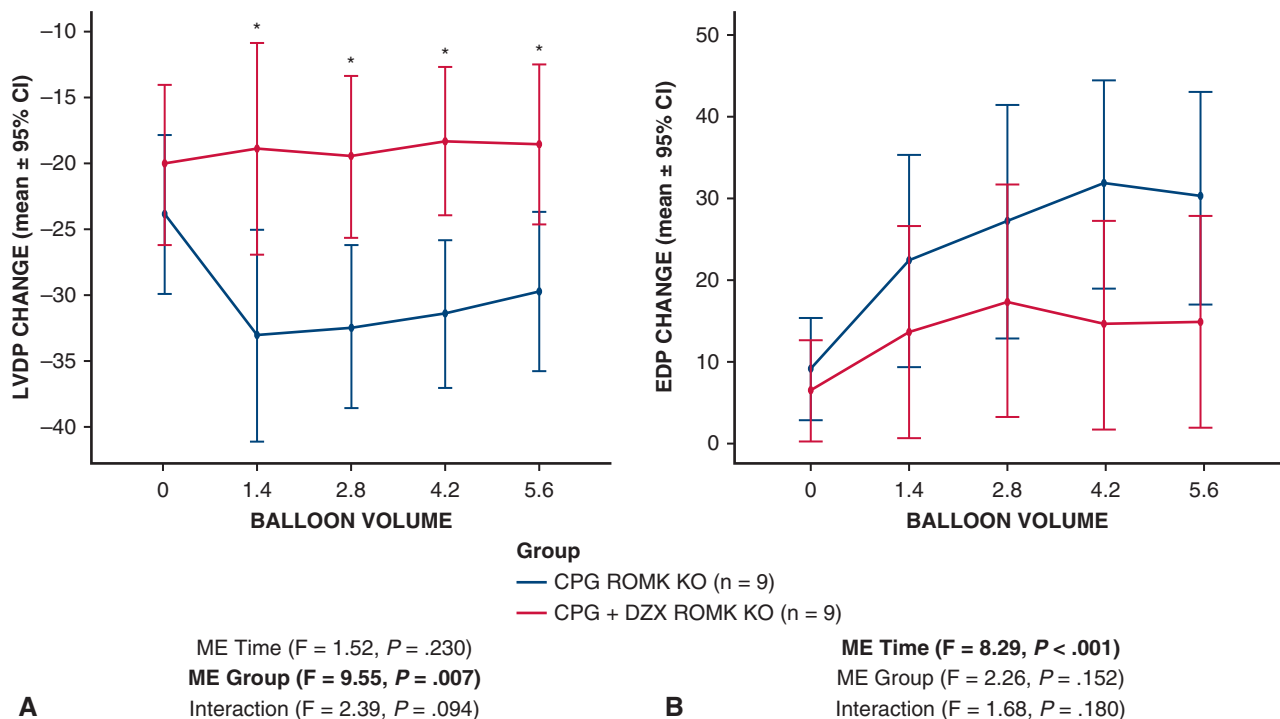 LVDP CHANGE (mean ± 95% CI)
–10
–15
–20
–25
–30
–35
–40
*
*
*
*
0 1.4 2.8 4.2 5.6
BALLOON VOLUME
EDP CHANGE (mean ± 95% CI)
50
40
30
20
10
0
0 1.4 2.8 4.2 5.6
BALLOON VOLUME
Group
CPG ROMK KO (n = 9)
CPG + DZX ROMK KO (n = 9)
ME Time (F = 1.52, P = .230)
ME Group (F = 9.55, P = .007)
A Interaction (F = 2.39, P = .094)
ME Time (F = 8.29, P < .001)
ME Group (F = 2.26, P = .152)
B Interaction (F = 1.68, P = .180)